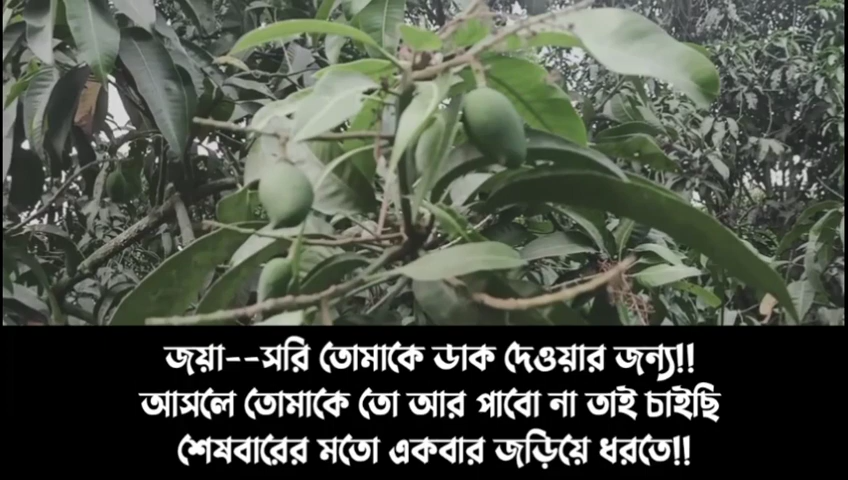 জয়া--সরি তোমাকে ডাক দেওয়ার জন্য!!
আসলে তোমাকে তো আর পাবো না তাই চাইছি
শেষবারের মতো একবার জড়িয়ে ধরতে!!